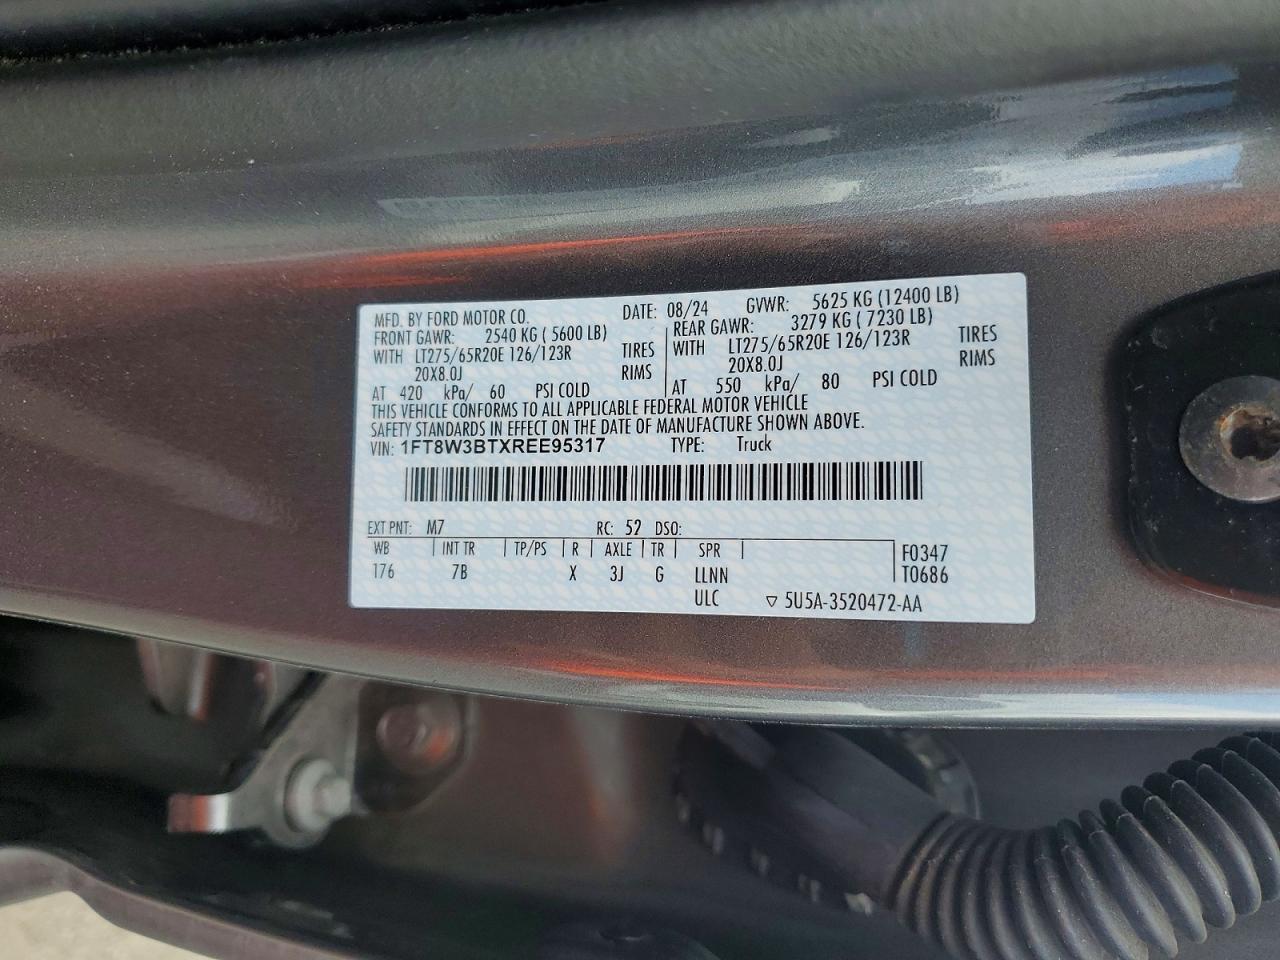 MFD. BY FORD MOTOR CO. DATE: 08/24 GVWR: 5625 KG (12400 LB)
FRONT GAWR: 2540 KG ( 5600 LB) REAR GAWR: 3279 KG ( 7230 LB)
WITH LT275/65R20E 126/123R TIRES WITH LT275/65R20E 126/123R TIRES
20X8.0J RIMS 20X8.0J RIMS
AT 420 kPa/ 60 PSI COLD AT 550 kPa/ 80 PSI COLD
THIS VEHICLE CONFORMS TO ALL APPLICABLE FEDERAL MOTOR VEHICLE
SAFETY STANDARDS IN EFFECT ON THE DATE OF MANUFACTURE SHOWN ABOVE.
VIN: 1FT8W3BTXREE95317 TYPE: Truck
EXT PNT: M7 RC: 52 DSO:
WB INT TR TP/PS R AXLE TR SPR F0347
176 7B X 3J G LLNN T0686
ULC ▽ 5U5A-3520472-AA